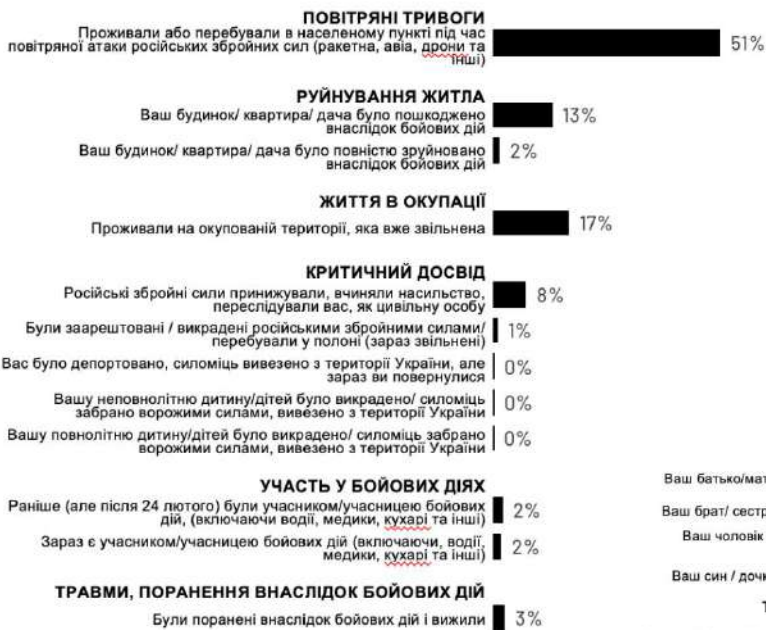 ПОВІТРЯНІ ТРИВОГИ
Проживали або перебували в населеному пункті під час
повітряної атаки російських збройних сил (ракетна, авіа, дрони та
інші)
51%
РУЙНУВАННЯ ЖИТЛА
Ваш будинок/ квартира/ дача було пошкоджено
внаслідок бойових дій
13%
Ваш будинок/ квартира/ дача було повністю зруйновано
внаслідок бойових дій
2%
ЖИТТЯ В ОКУПАЦІЇ
Проживали на окупованій території, яка вже звільнена
17%
КРИТИЧНИЙ ДОСВІД
Російські збройні сили принижували, вчиняли насильство,
переслідували вас, як цивільну особу
8%
Були заарештовані / викрадені російськими збройними силами/
перебували у полоні (зараз звільнені)
1%
Вас було депортовано, силоміць вивезено з території України, але
зараз ви повернулися
0%
Вашу неповнолітню дитину/дітей було викрадено/ силоміць
забрано ворожими силами, вивезено з території України
0%
Вашу повнолітню дитину/дітей було викрадено/ силоміць забрано
ворожими силами, вивезено з території України
0%
УЧАСТЬ У БОЙОВИХ ДІЯХ
Раніше (але після 24 лютого) були учасником/учасницею бойових
дій, (включаючи водії, медики, кухарі та інші)
2%
Зараз є учасником/учасницею бойових дій (включаючи, водії,
медики, кухарі та інші)
2%
ТРАВМИ, ПОРАНЕННЯ ВНАСЛІДОК БОЙОВИХ ДІЙ
Були поранені внаслідок бойових дій і вижили
3%
Ваш батько/мат
Ваш брат/ сестр
Ваш чоловік
Ваш син / дочк
Т